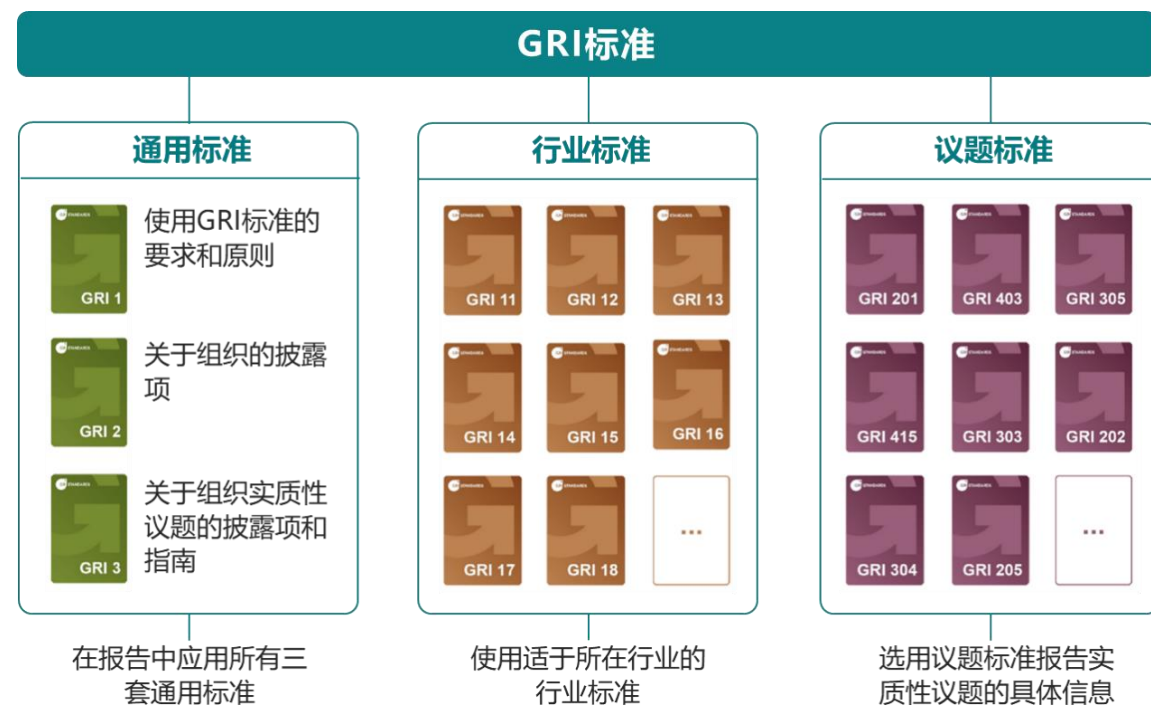 GRI标准
通用标准
GRI 1
使用GRI标准的
要求和原则
GRI 2
关于组织的披露
项
GRI 3
关于组织实质性
议题的披露项和
指南
在报告中应用所有三
套通用标准
行业标准
GRI 11
GRI 12
GRI 13
GRI 14
GRI 15
GRI 16
GRI 17
GRI 18
...
使用适于所在行业的
行业标准
议题标准
GRI 201
GRI 403
GRI 305
GRI 415
GRI 303
GRI 202
GRI 304
GRI 205
...
选用议题标准报告实
质性议题的具体信息